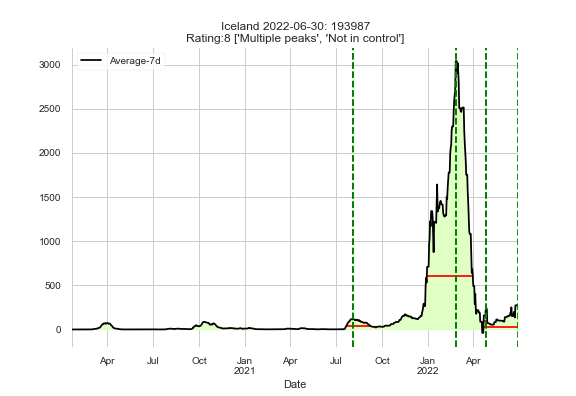 Iceland 2022-06-30: 193987
Rating:8 ['Multiple peaks', 'Not in control']
Average-7d
3000
2500
2000
1500
1000
500
0
Apr Jul Oct Jan Apr Jul Oct Jan Apr
2021 2022
Date